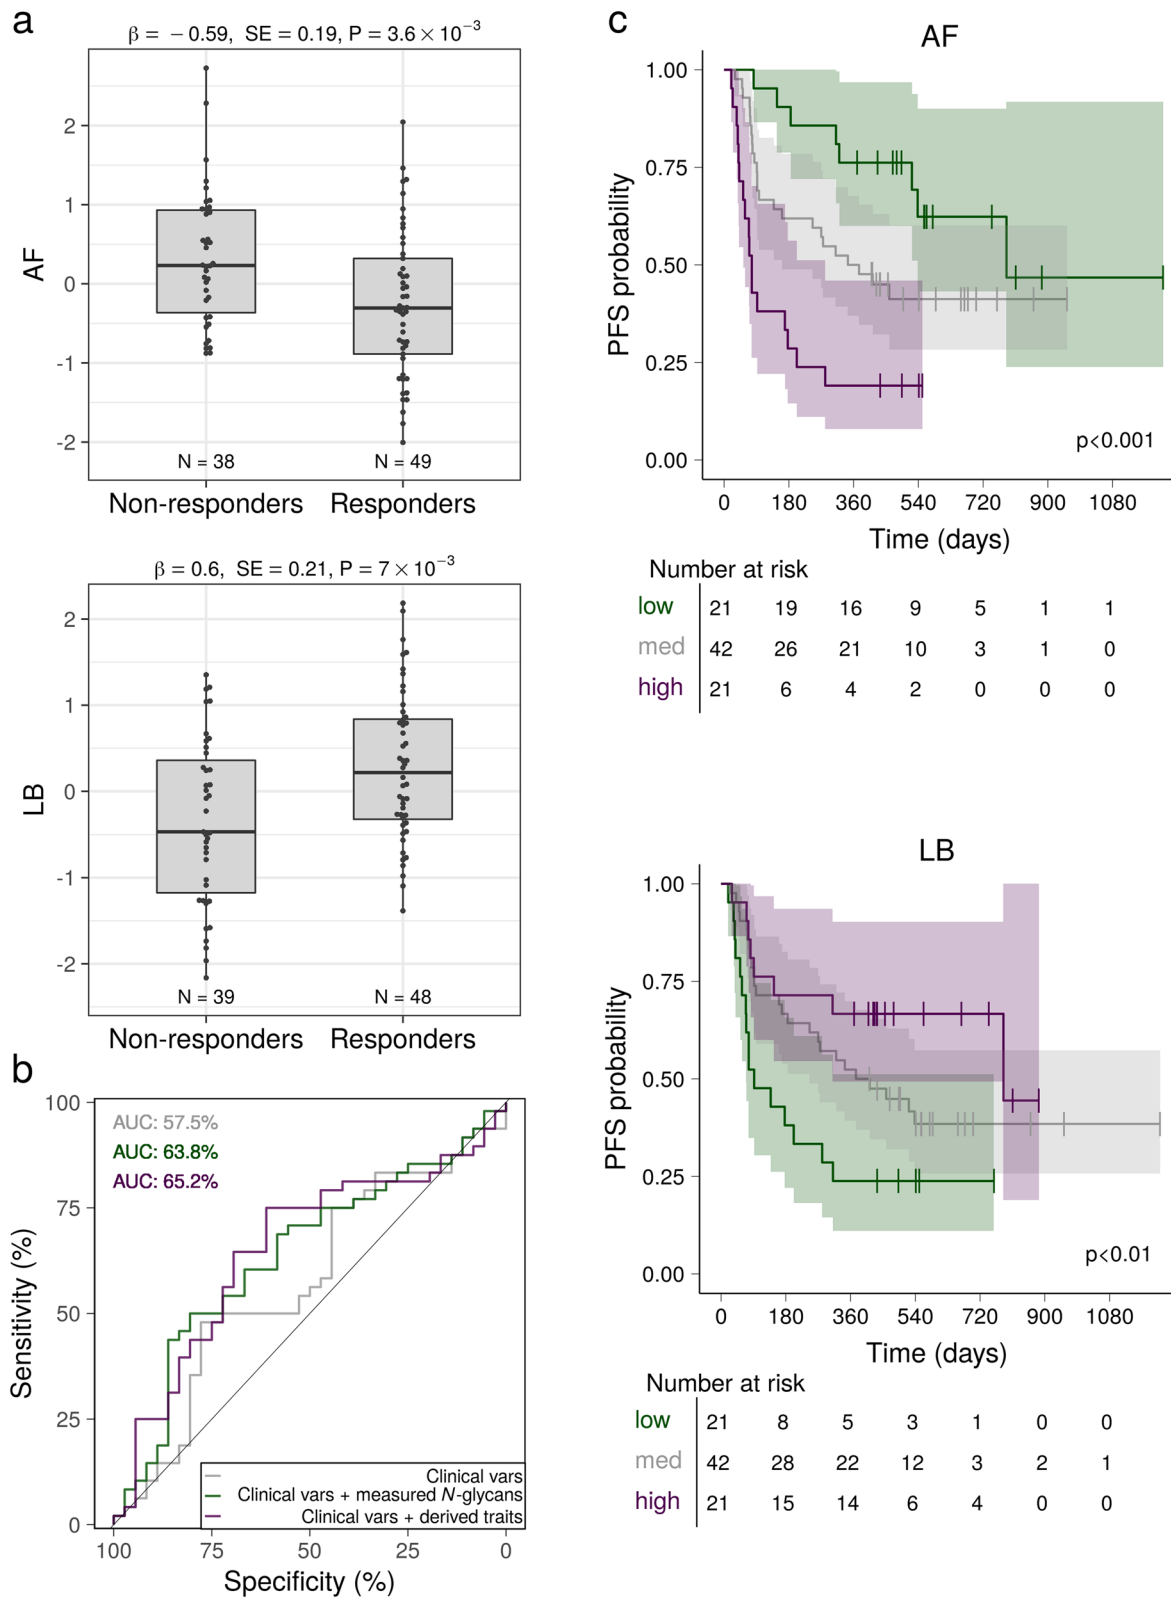 a
β = −0.59, SE = 0.19, P = 3.6 × 10⁻³
AF
2
1
0
-1
-2
N = 38
N = 49
Non-responders Responders
β = 0.6, SE = 0.21, P = 7 × 10⁻³
LB
2
1
0
-1
-2
N = 39
N = 48
Non-responders Responders
b
AUC: 57.5%
AUC: 63.8%
AUC: 65.2%
Sensitivity (%)
100
75
50
25
0
Clinical vars
Clinical vars + measured N-glycans
Clinical vars + derived traits
100 75 50 25 0
Specificity (%)
c
AF
PFS probability
1.00
0.75
0.50
0.25
0.00
p<0.001
0 180 360 540 720 900 1080
Time (days)
Number at risk
low 21 19 16 9 5 1 1
med 42 26 21 10 3 1 0
high 21 6 4 2 0 0 0
LB
PFS probability
1.00
0.75
0.50
0.25
0.00
p<0.01
0 180 360 540 720 900 1080
Time (days)
Number at risk
low 21 8 5 3 1 0 0
med 42 28 22 12 3 2 1
high 21 15 14 6 4 0 0